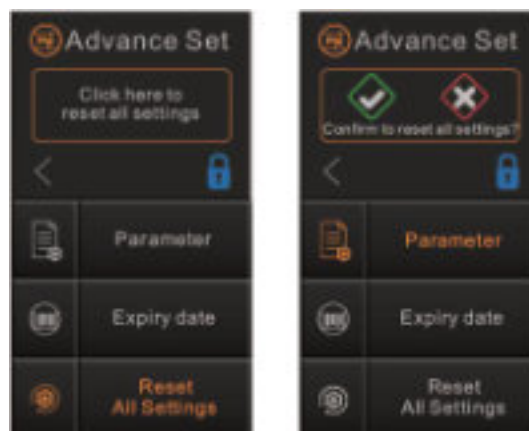 Advance Set
Click here to
reset all settings
Parameter
Expiry date
Reset
All Settings
Advance Set
Confirm to reset all settings?
Parameter
Expiry date
Reset
All Settings